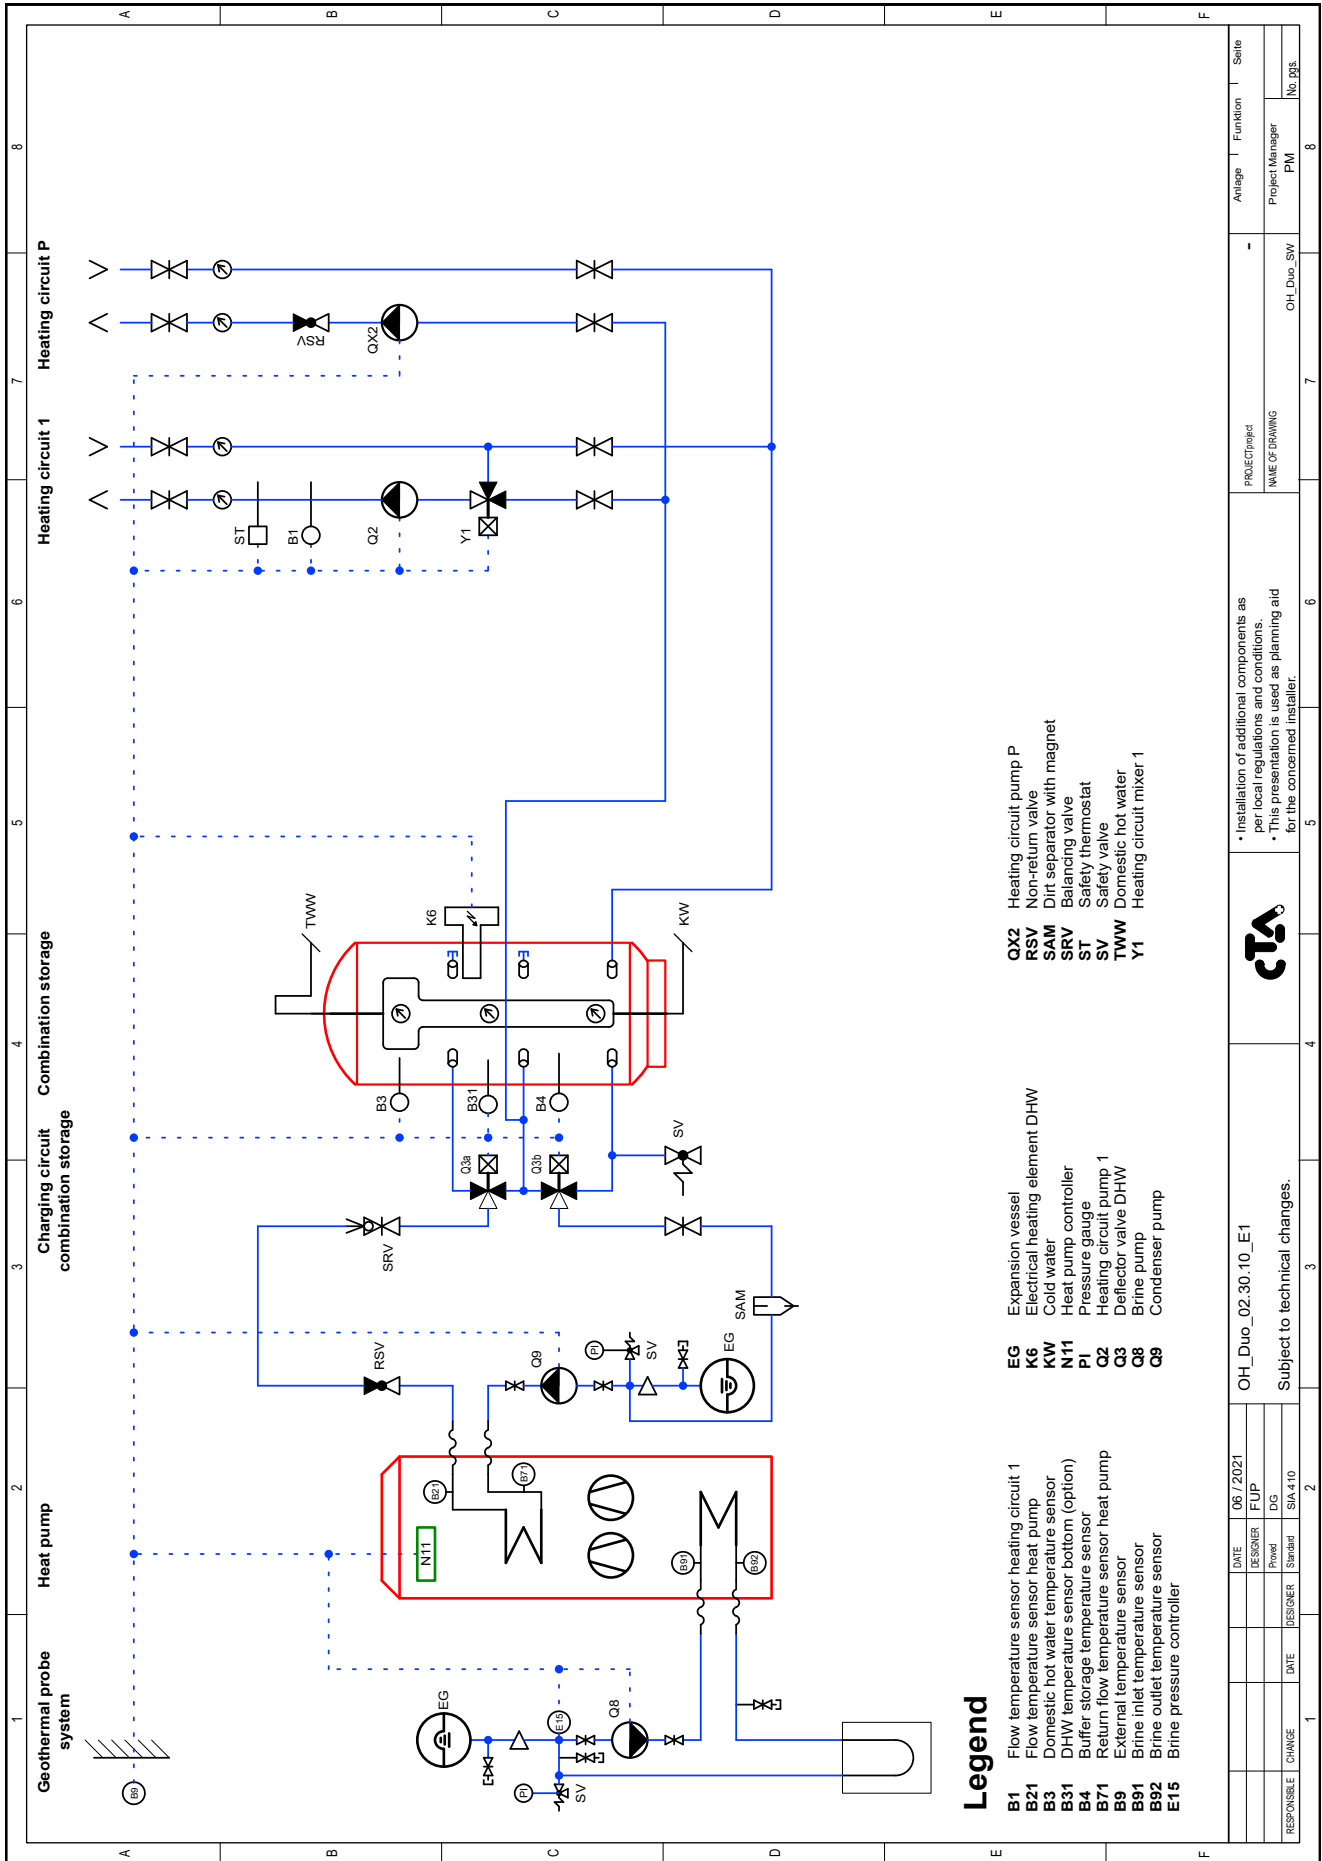 1 2 3 4 5 6 7 8
A
B
C
D
E
F
A
B
C
D
E
F
Geothermal probe
system
Heat pump
Charging circuit
combination storage
Combination storage
Heating circuit 1
Heating circuit P
B9
EG
E15
PI
SV
Q8
N11
B21
B71
B91
B92
RSV
Q9
PI
SV
EG
SAM
SRV
Q3a
Q3b
SV
B3
B31
B4
TWW
K6
KW
ST
B1
Q2
Y1
RSV
QX2
Legend
B1 Flow temperature sensor heating circuit 1
B21 Flow temperature sensor heat pump
B3 Domestic hot water temperature sensor
B31 DHW temperature sensor bottom (option)
B4 Buffer storage temperature sensor
B71 Return flow temperature sensor heat pump
B9 External temperature sensor
B91 Brine inlet temperature sensor
B92 Brine outlet temperature sensor
E15 Brine pressure controller
EG Expansion vessel
K6 Electrical heating element DHW
KW Cold water
N11 Heat pump controller
PI Pressure gauge
Q2 Heating circuit pump 1
Q3 Deflector valve DHW
Q8 Brine pump
Q9 Condenser pump
QX2 Heating circuit pump P
RSV Non-return valve
SAM Dirt separator with magnet
SRV Balancing valve
ST Safety thermostat
SV Safety valve
TWW Domestic hot water
Y1 Heating circuit mixer 1
RESPONSIBLE CHANGE DATE DESIGNER
DATE 06 / 2021
DESIGNER FUP
Proved DG
Standard SIA 410
OH_Duo_02.30.10_E1
Subject to technical changes.
CTA
• Installation of additional components as
per local regulations and conditions.
• This presentation is used as planning aid
for the concerned installer.
PROJECTproject -
NAME OF DRAWING
OH_Duo_SW
Anlage Funktion Seite
Project Manager
PM
No. pgs.
1 2 3 4 5 6 7 8